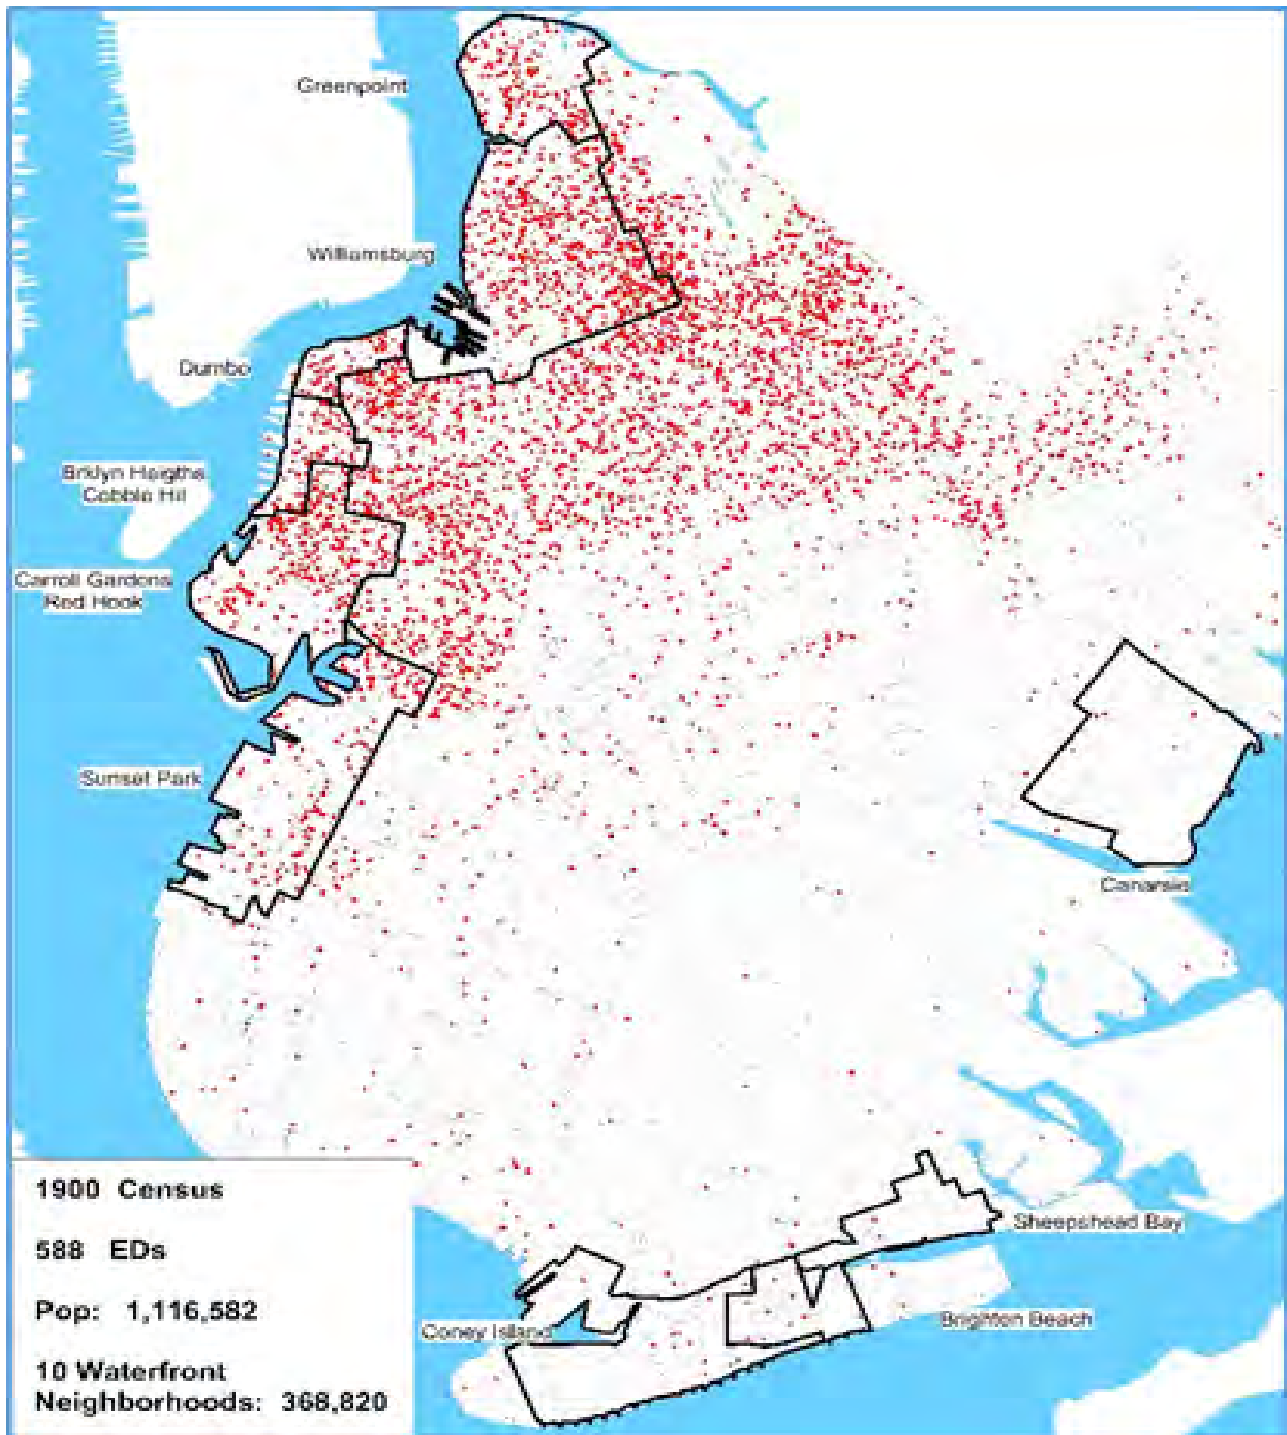 Greenpoint
Williamsburg
Dumbo
Brklyn Heigths
Cobble Hil
Carroll Gardens
Red Hook
Sunset Park
Canarsie
Sheepshead Bay
Brighton Beach
Coney Island
1900 Census
588 EDs
Pop: 1,116,582
10 Waterfront
Neighborhoods: 368,820